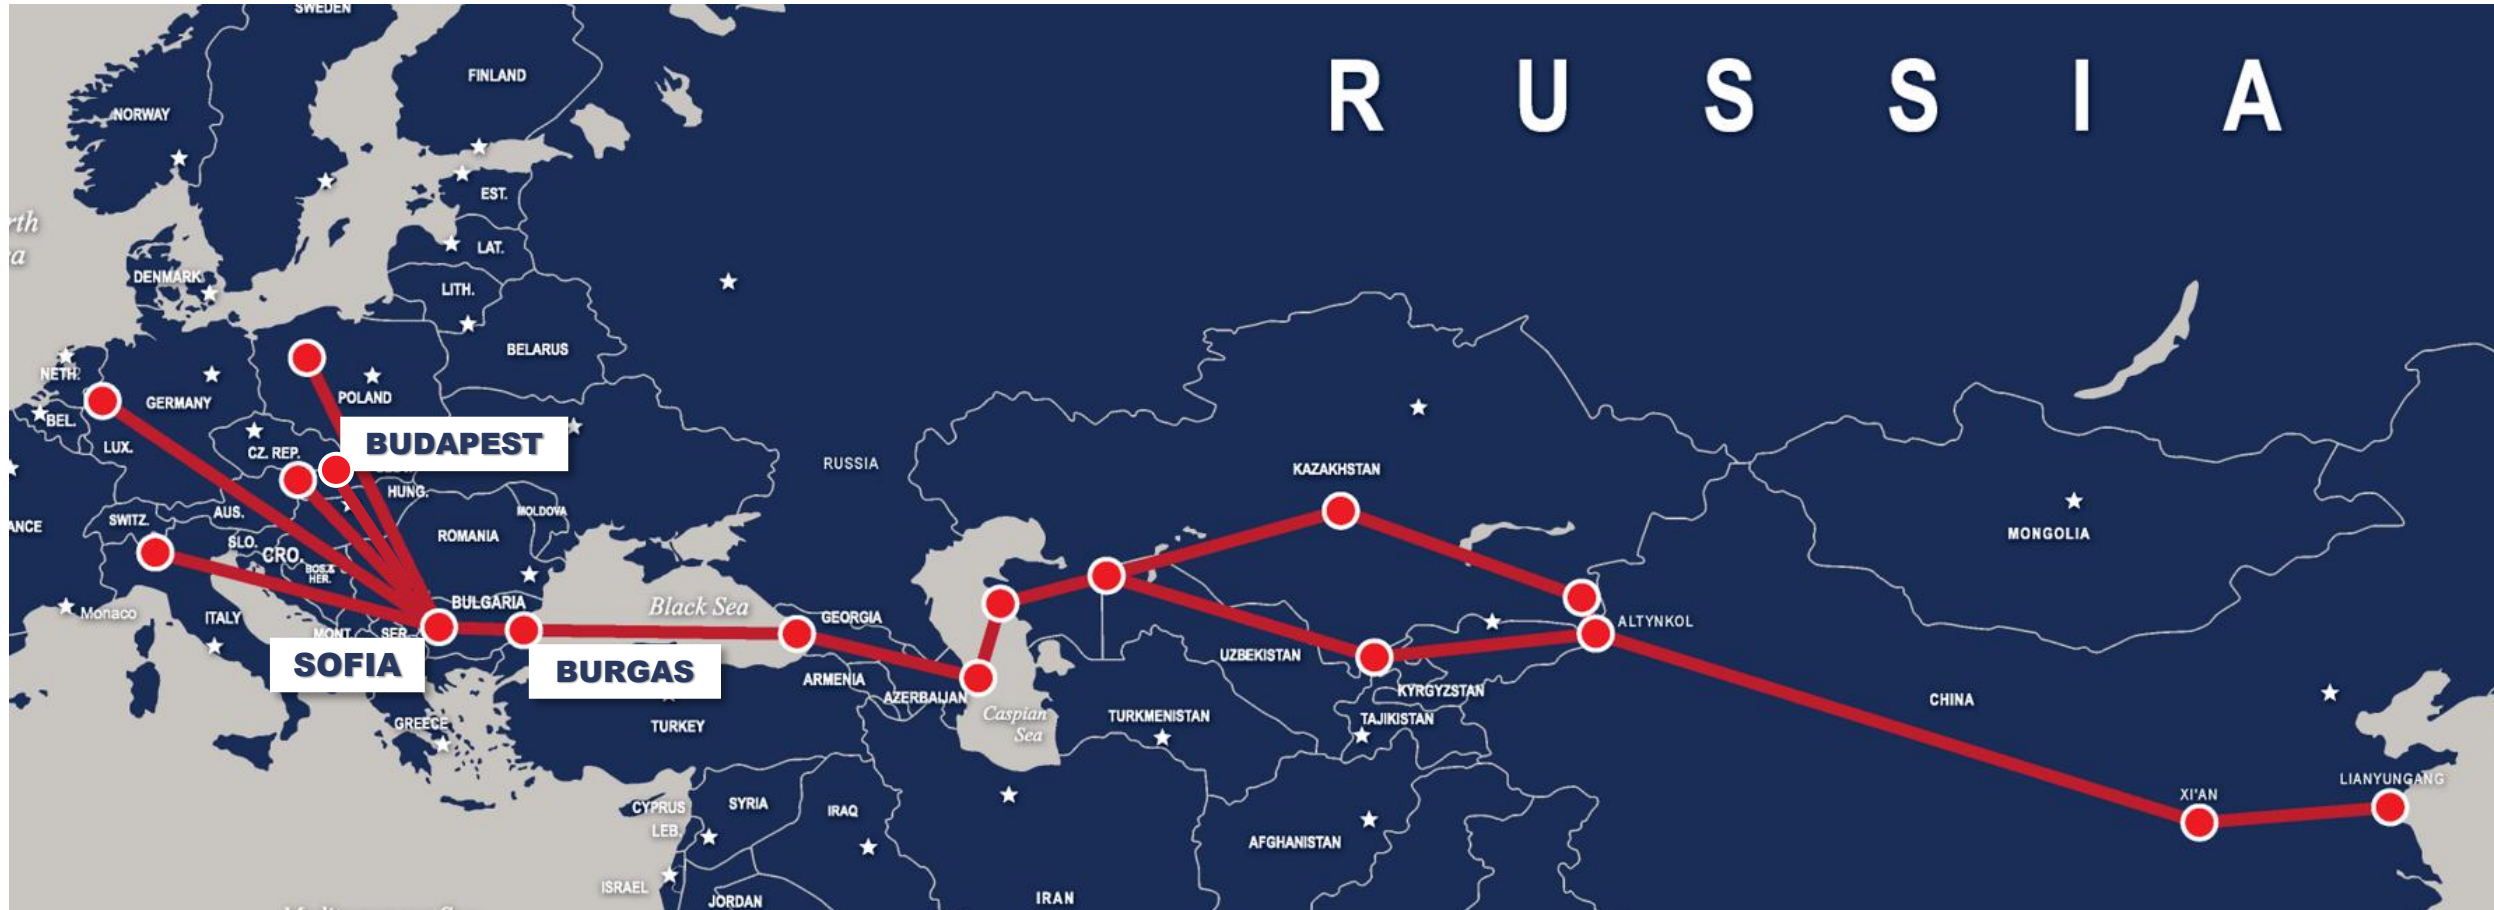 SWEDEN
R U S S I A
FINLAND
NORWAY
EST.
rth
a
LAT.
DENMARK
LITH.
BELARUS
NETH.
GERMANY
POLAND
BEL.
BUDAPEST
LUX.
CZ. REP.
RUSSIA
KAZAKHSTAN
HUNG.
SWITZ.
AUS.
MOLDOVA
ANCE
ROMANIA
MONGOLIA
SLO.
CRO.
BOS.&
HER.
BULGARIA
Black Sea
Monaco
ITALY
GEORGIA
ALTYNKOL
MONT.
SER.
SOFIA
BURGAS
UZBEKISTAN
ARMENIA
AZERBAIJAN
KYRGYZSTAN
CHINA
Caspian
Sea
TURKMENISTAN
TAJIKISTAN
GREECE
TURKEY
LIANYUNGANG
XI'AN
CYPRUS
SYRIA
IRAQ
LEB.
AFGHANISTAN
ISRAEL
JORDAN
IRAN